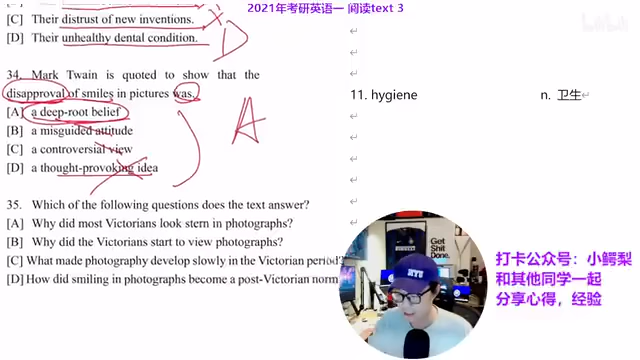 2021年考研英语一 阅读text 3
[C] Their distrust of new inventions.
[D] Their unhealthy dental condition.
D
34. Mark Twain is quoted to show that the
disapproval of smiles in pictures was.
[A] a deep-root belief
[B] a misguided attitude
[C] a controversial view
[D] a thought-provoking idea
A
35. Which of the following questions does the text answer?
[A] Why did most Victorians look stern in photographs?
[B] Why did the Victorians start to view photographs?
[C] What made photography develop slowly in the Victorian period?
[D] How did smiling in photographs become a post-Victorian norm
11. hygiene n. 卫生
Get
Shit
Done.
NYU
打卡公众号：小鳄梨
和其他同学一起
分享心得，经验